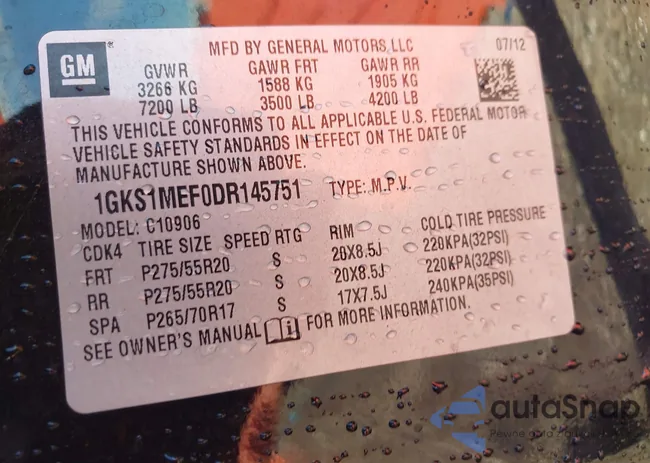 GM
MFD BY GENERAL MOTORS LLC 07/12
GVWR GAWR FRT GAWR RR
3266 KG 1588 KG 1905 KG
7200 LB 3500 LB 4200 LB
THIS VEHICLE CONFORMS TO ALL APPLICABLE U.S. FEDERAL MOTOR
VEHICLE SAFETY STANDARDS IN EFFECT ON THE DATE OF
MANUFACTURE SHOWN ABOVE.
1GKS1MEF0DR145751 TYPE: M.P.V.
MODEL: C10906
CDK4 TIRE SIZE SPEED RTG RIM COLD TIRE PRESSURE
FRT P275/55R20 S 20X8.5J 220KPA(32PSI)
RR P275/55R20 S 20X8.5J 220KPA(32PSI)
SPA P265/70R17 S 17X7.5J 240KPA(35PSI)
SEE OWNER'S MANUAL FOR MORE INFORMATION.
autaSnap